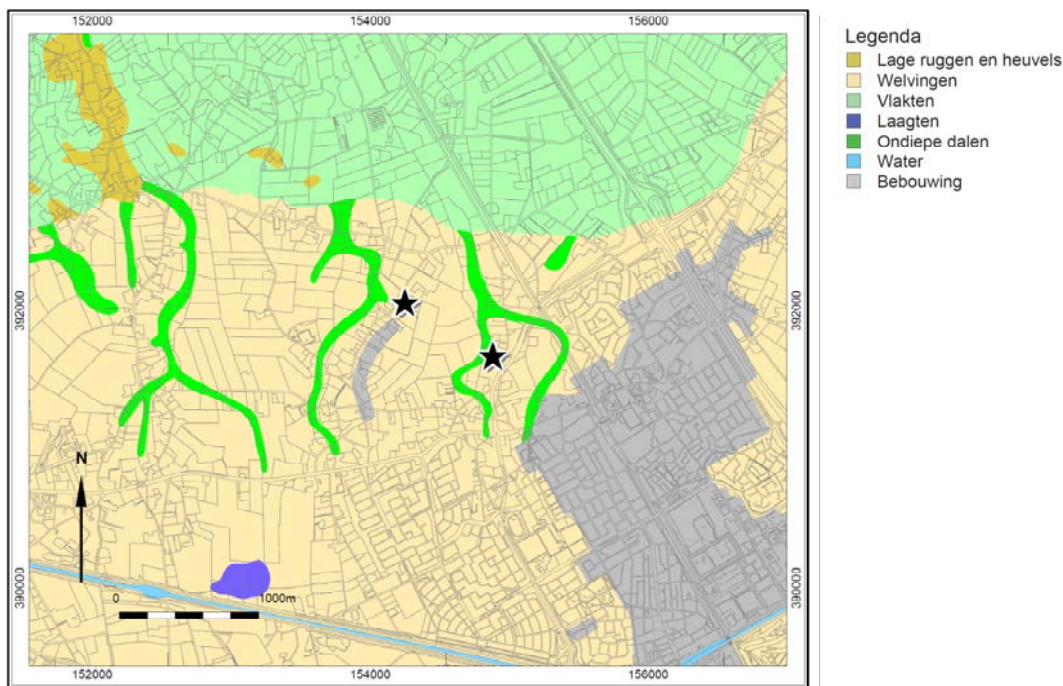 152000 154000 156000
392000 392000
390000 390000
N
0 1000m
152000 154000 156000
Legenda
Lage ruggen en heuvels
Welvingen
Vlakten
Laagten
Ondiepe dalen
Water
Bebouwing